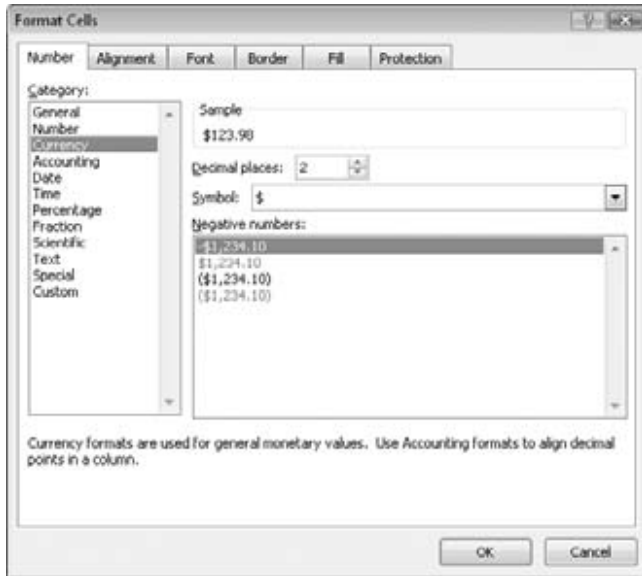 Format Cells
Number Alignment Font Border Fill Protection
Category:
General
Number
Currency
Accounting
Date
Time
Percentage
Fraction
Scientific
Text
Special
Custom
Sample
$123.98
Decimal places: 2
Symbol: $
Negative numbers:
-$1,234.10
$1,234.10
($1,234.10)
($1,234.10)
Currency formats are used for general monetary values. Use Accounting formats to align decimal
points in a column.
OK Cancel